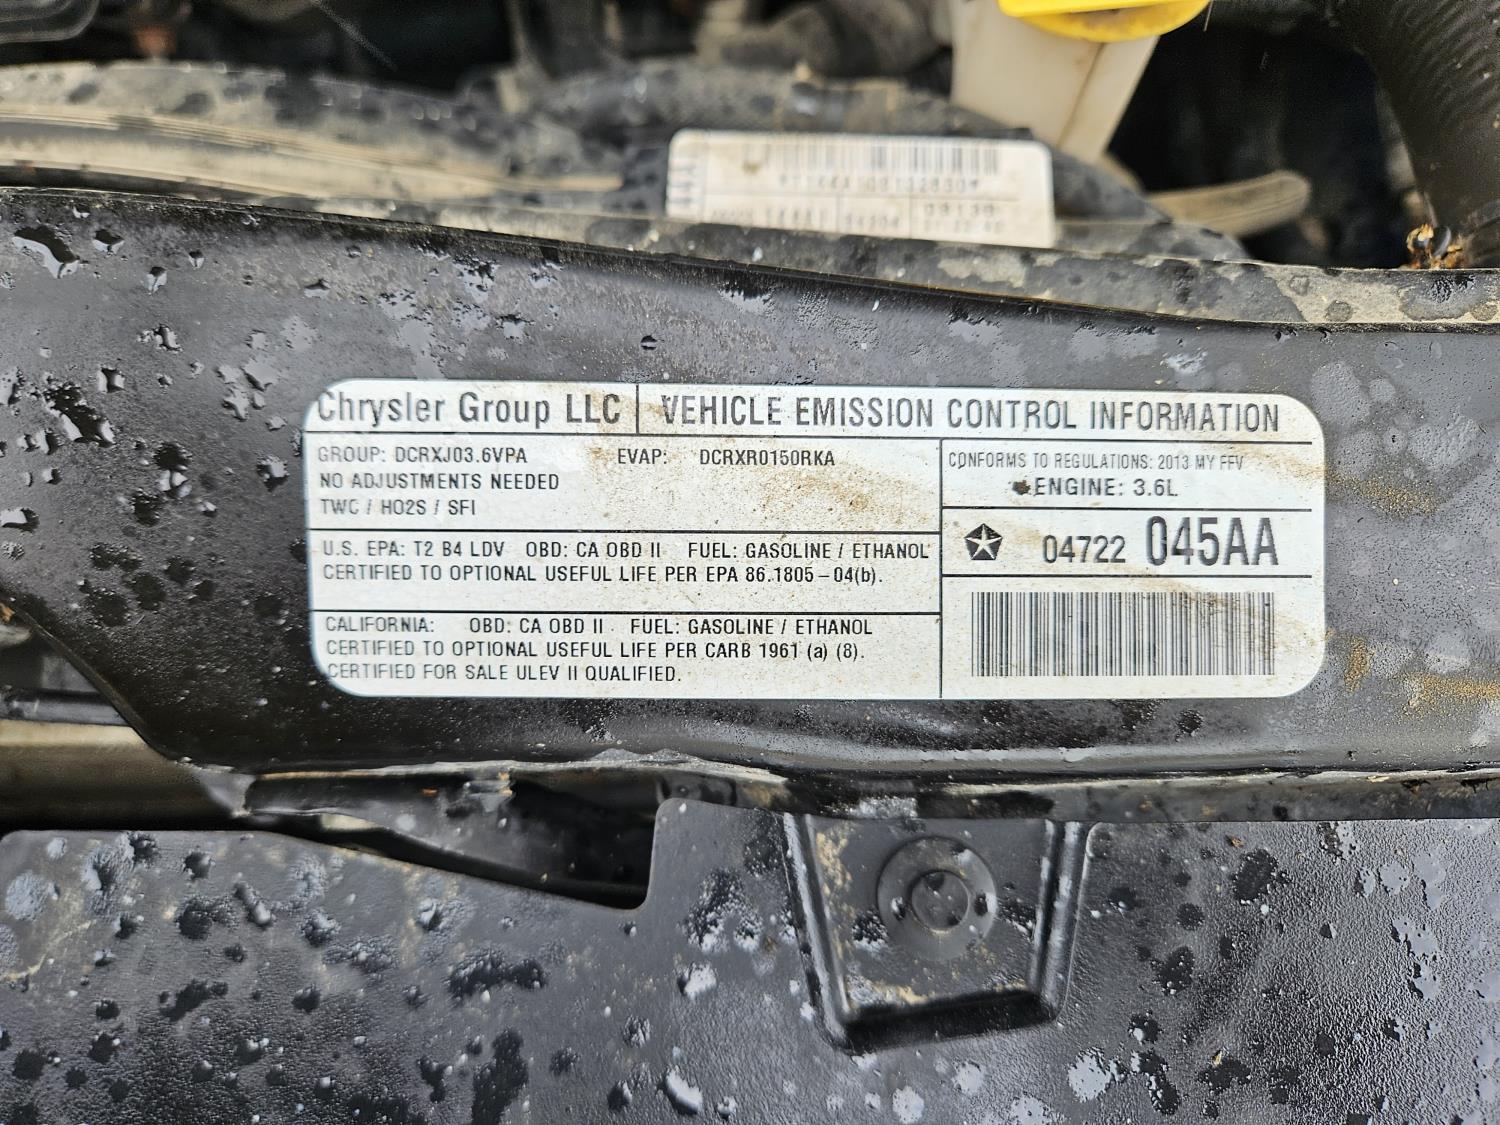 44X1
Chrysler Group LLC VEHICLE EMISSION CONTROL INFORMATION
GROUP: DCRXJ03.6VPA EVAP: DCRXR0150RKA
NO ADJUSTMENTS NEEDED
TWC / HO2S / SFI
U.S. EPA: T2 B4 LDV OBD: CA OBD II FUEL: GASOLINE / ETHANOL
CERTIFIED TO OPTIONAL USEFUL LIFE PER EPA 86.1805–04(b).
CALIFORNIA: OBD: CA OBD II FUEL: GASOLINE / ETHANOL
CERTIFIED TO OPTIONAL USEFUL LIFE PER CARB 1961 (a) (8).
CERTIFIED FOR SALE ULEV II QUALIFIED.
CONFORMS TO REGULATIONS: 2013 MY FFV
ENGINE: 3.6L
04722 045AA